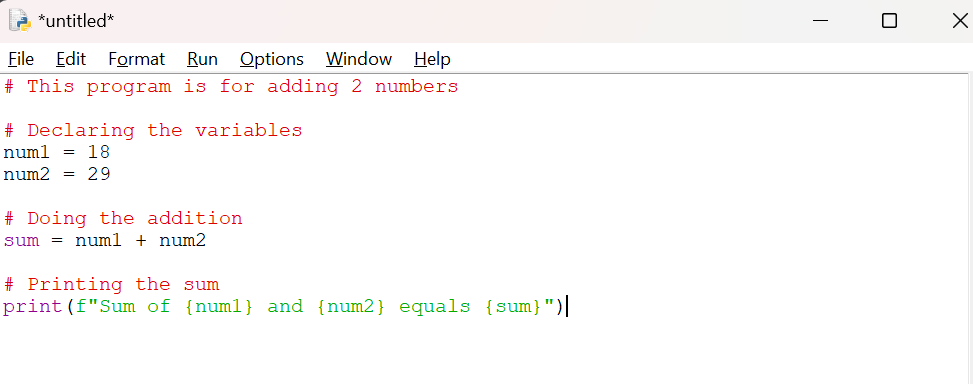 *untitled*
File Edit Format Run Options Window Help
# This program is for adding 2 numbers
# Declaring the variables
num1 = 18
num2 = 29
# Doing the addition
sum = num1 + num2
# Printing the sum
print(f"Sum of {num1} and {num2} equals {sum}")